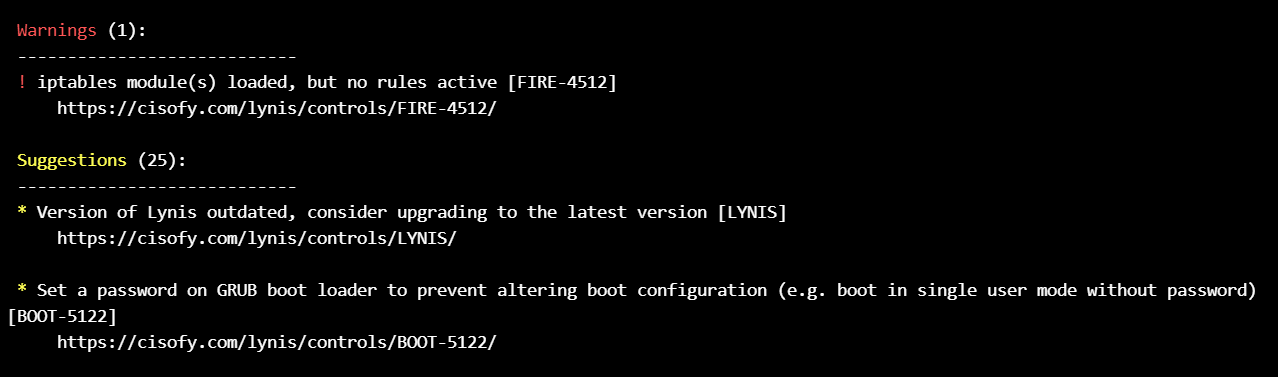 Warnings (1):
----------------------------
! iptables module(s) loaded, but no rules active [FIRE-4512]
https://cisofy.com/lynis/controls/FIRE-4512/
Suggestions (25):
----------------------------
* Version of Lynis outdated, consider upgrading to the latest version [LYNIS]
https://cisofy.com/lynis/controls/LYNIS/
* Set a password on GRUB boot loader to prevent altering boot configuration (e.g. boot in single user mode without password)
[BOOT-5122]
https://cisofy.com/lynis/controls/BOOT-5122/